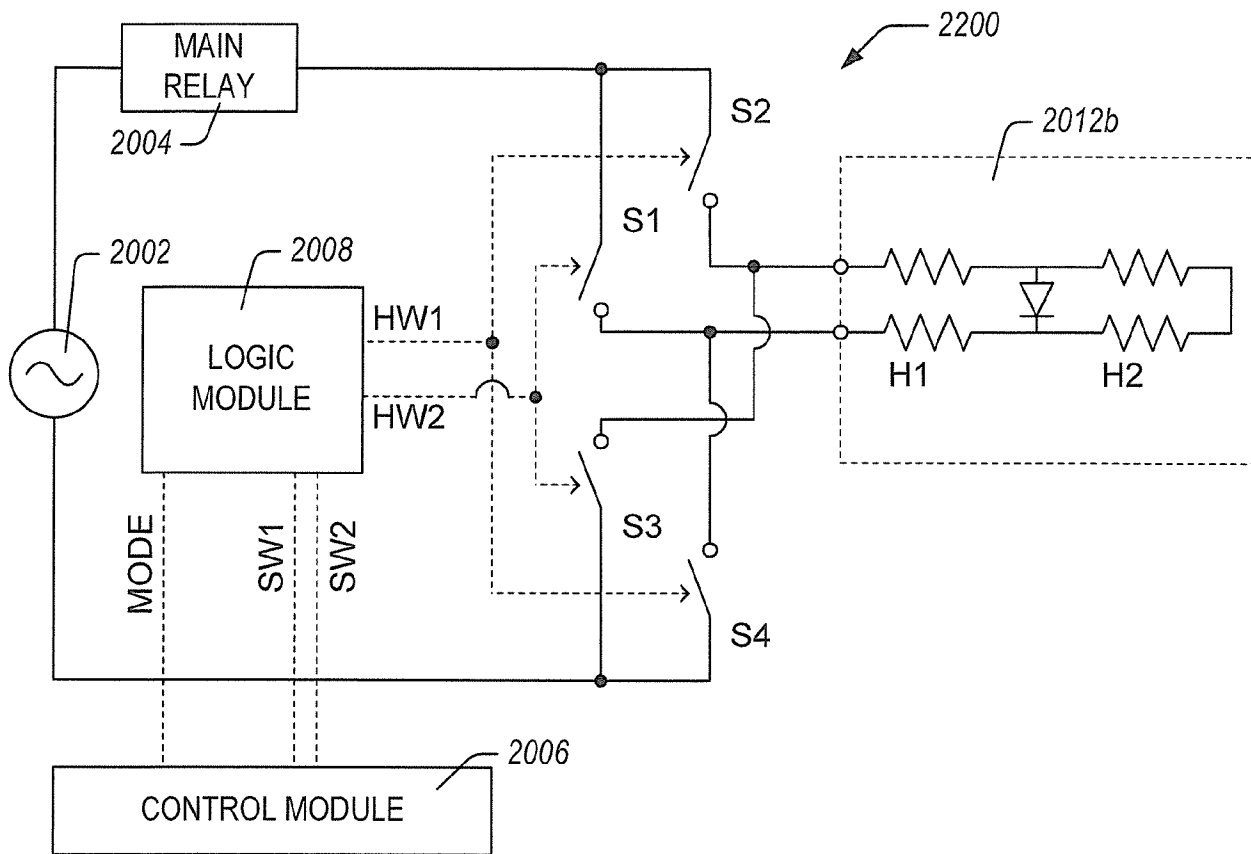 2200
MAIN
RELAY
2004
S2
2012b
S1
2002
2008
HW1
LOGIC
MODULE
HW2
H1
H2
S3
MODE
SW1
SW2
S4
2006
CONTROL MODULE